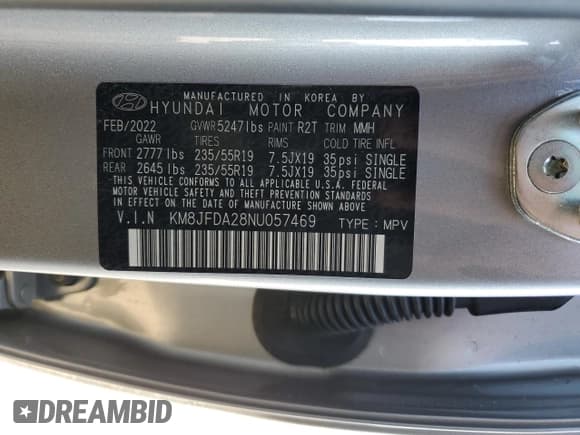 MANUFACTURED IN KOREA BY
HYUNDAI MOTOR COMPANY
FEB/2022 GVWR 5247lbs PAINT R2T TRIM MMH
GAWR TIRES RIMS COLD TIRE INFL
FRONT 2777lbs 235/55R19 7.5JX19 35psi SINGLE
REAR 2645lbs 235/55R19 7.5JX19 35psi SINGLE
THIS VEHICLE CONFORMS TO ALL APPLICABLE U.S.A. FEDERAL
MOTOR VEHICLE SAFETY AND THEFT PREVENTION STANDARDS
IN EFFECT ON THE DATE OF MANUFACTURE SHOWN ABOVE.
V.I.N KM8JFDA28NU057469 TYPE : MPV
DREAMBID